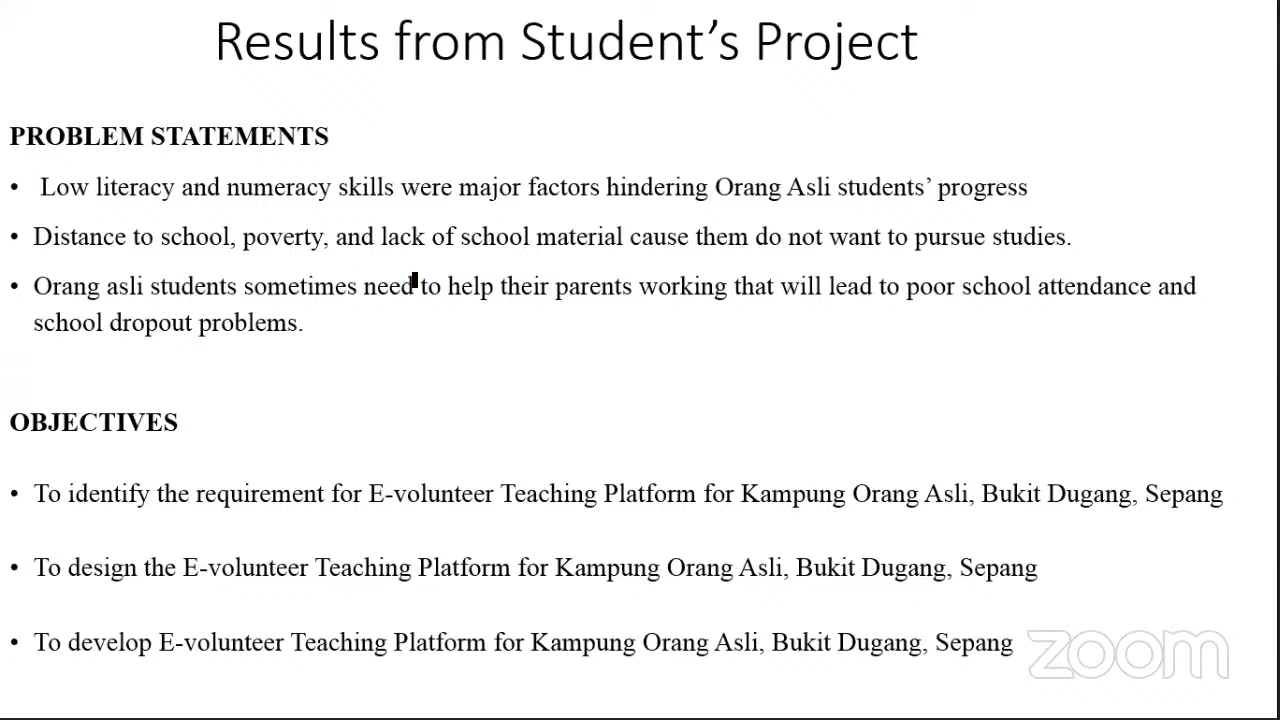 Results from Student's Project
PROBLEM STATEMENTS
• Low literacy and numeracy skills were major factors hindering Orang Asli students' progress
• Distance to school, poverty, and lack of school material cause them do not want to pursue studies.
• Orang asli students sometimes need to help their parents working that will lead to poor school attendance and
school dropout problems.
OBJECTIVES
• To identify the requirement for E-volunteer Teaching Platform for Kampung Orang Asli, Bukit Dugang, Sepang
• To design the E-volunteer Teaching Platform for Kampung Orang Asli, Bukit Dugang, Sepang
• To develop E-volunteer Teaching Platform for Kampung Orang Asli, Bukit Dugang, Sepang
zoom